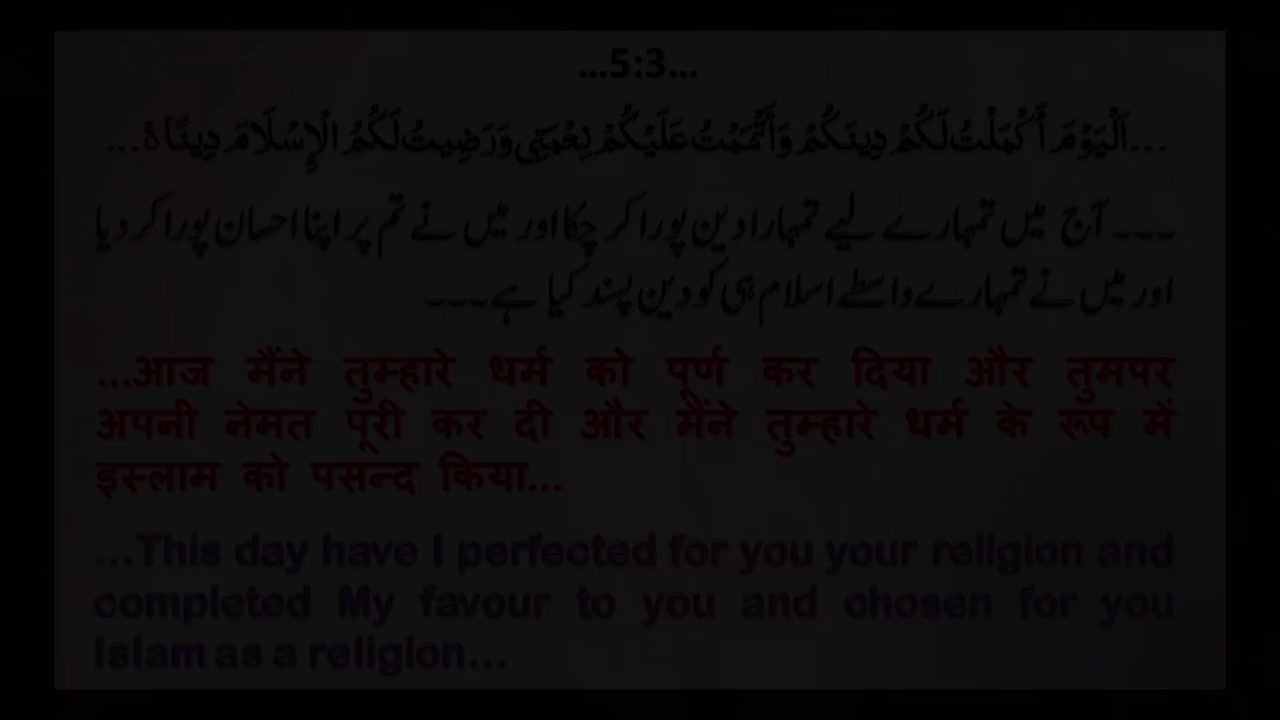 ...5:3...
...اَلْيَوْمَ أَكْمَلْتُ لَكُمْ دِينَكُمْ وَأَتْمَمْتُ عَلَيْكُمْ نِعْمَتِي وَرَضِيتُ لَكُمُ الْإِسْلَامَ دِينًا ۚ...
۔۔۔ آج میں تمہارے لیے تمہارا دین پورا کر چکا اور میں نے تم پر اپنا احسان پورا کر دیا
اور میں نے تمہارے واسطے اسلام ہی کو دین پسند کیا ہے۔۔۔
...आज मैंने तुम्हारे धर्म को पूर्ण कर दिया और तुमपर
अपनी नेमत पूरी कर दी और मैंने तुम्हारे धर्म के रूप में
इस्लाम को पसन्द किया...
...This day have I perfected for you your religion and
completed My favour to you and chosen for you
Islam as a religion...